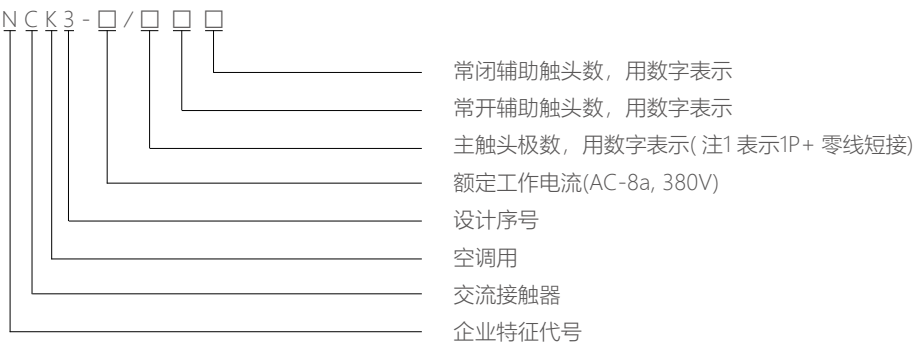 NCK3-□/□□□
常闭辅助触头数，用数字表示
常开辅助触头数，用数字表示
主触头极数，用数字表示(注1表示1P+ 零线短接)
额定工作电流(AC-8a, 380V)
设计序号
空调用
交流接触器
企业特征代号